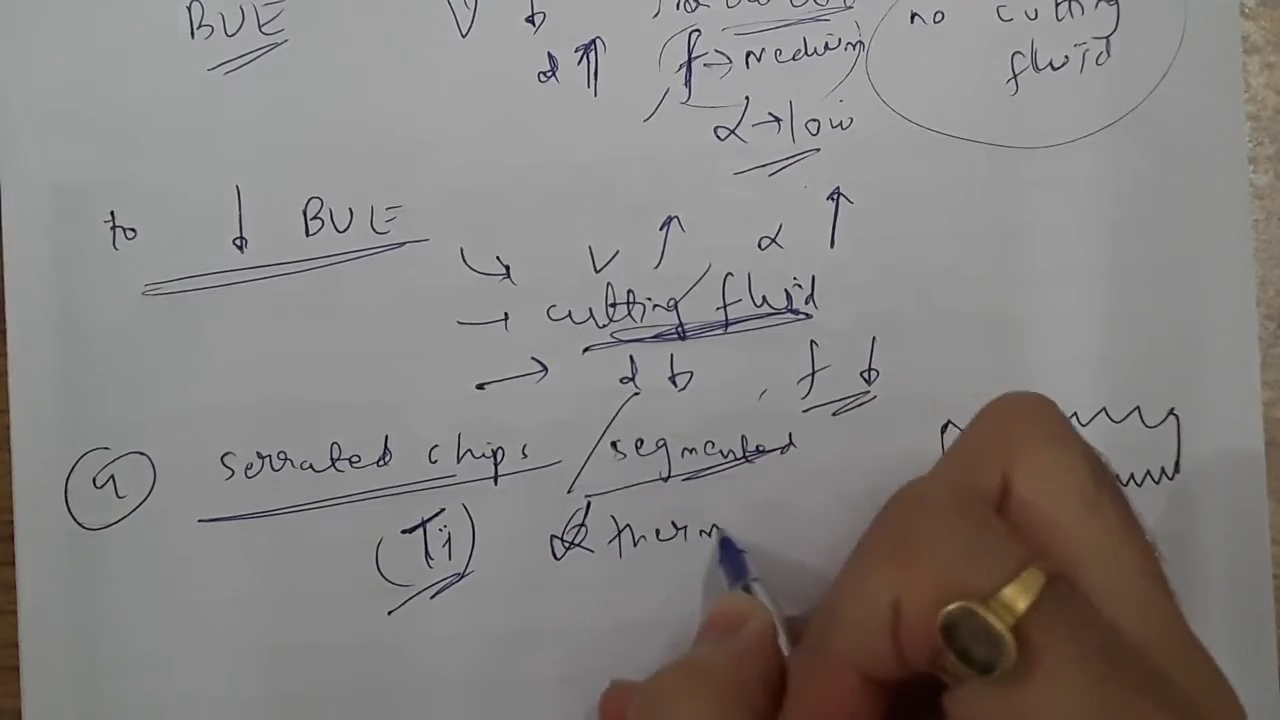 BUE V d↑ f→medium no cutting
α→low fluid
to ↓ BUE
V ↑ α ↑
→ cutting fluid
→ d ↓ , f ↓
4 serrated chips / segmented
(Ti) therm